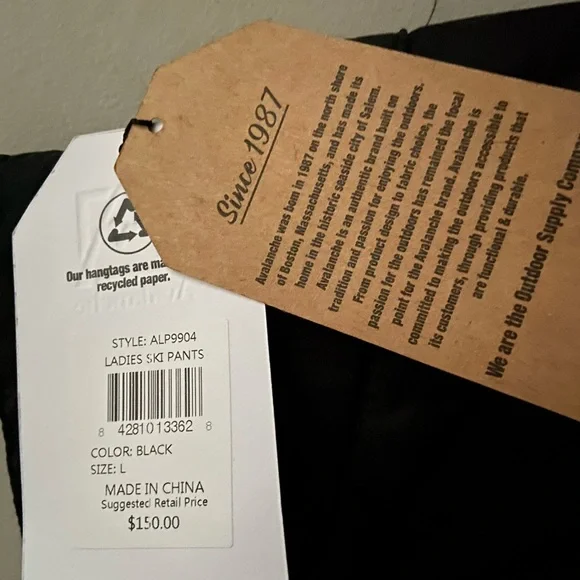 Since 1987
Avalanche was born in 1987 on the north shore
of Boston, Massachusetts, and has made its
home in the historic seaside city of Salem.
Avalanche is an authentic brand built on
tradition and passion for enjoying the outdoors.
From product design to fabric choice, the
passion for the outdoors has remained the focal
point for the Avalanche brand. Avalanche is
committed to making the outdoors accessible to
its customers, through providing products that
are functional & durable.
We are the Outdoor Supply
Our hangtags are
recycled paper.
STYLE: ALP9904
LADIES SKI PANTS
8 42810 13362 8
COLOR: BLACK
SIZE: L
MADE IN CHINA
Suggested Retail Price
$150.00